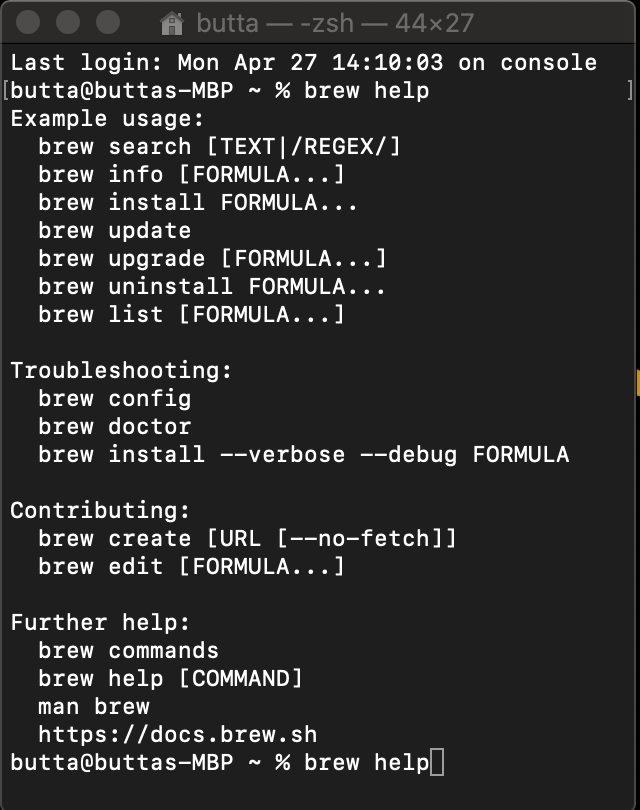 butta — -zsh — 44×27
Last login: Mon Apr 27 14:10:03 on console
[butta@buttas-MBP ~ % brew help ]
Example usage:
  brew search [TEXT|/REGEX/]
  brew info [FORMULA...]
  brew install FORMULA...
  brew update
  brew upgrade [FORMULA...]
  brew uninstall FORMULA...
  brew list [FORMULA...]

Troubleshooting:
  brew config
  brew doctor
  brew install --verbose --debug FORMULA

Contributing:
  brew create [URL [--no-fetch]]
  brew edit [FORMULA...]

Further help:
  brew commands
  brew help [COMMAND]
  man brew
  https://docs.brew.sh
butta@buttas-MBP ~ % brew help